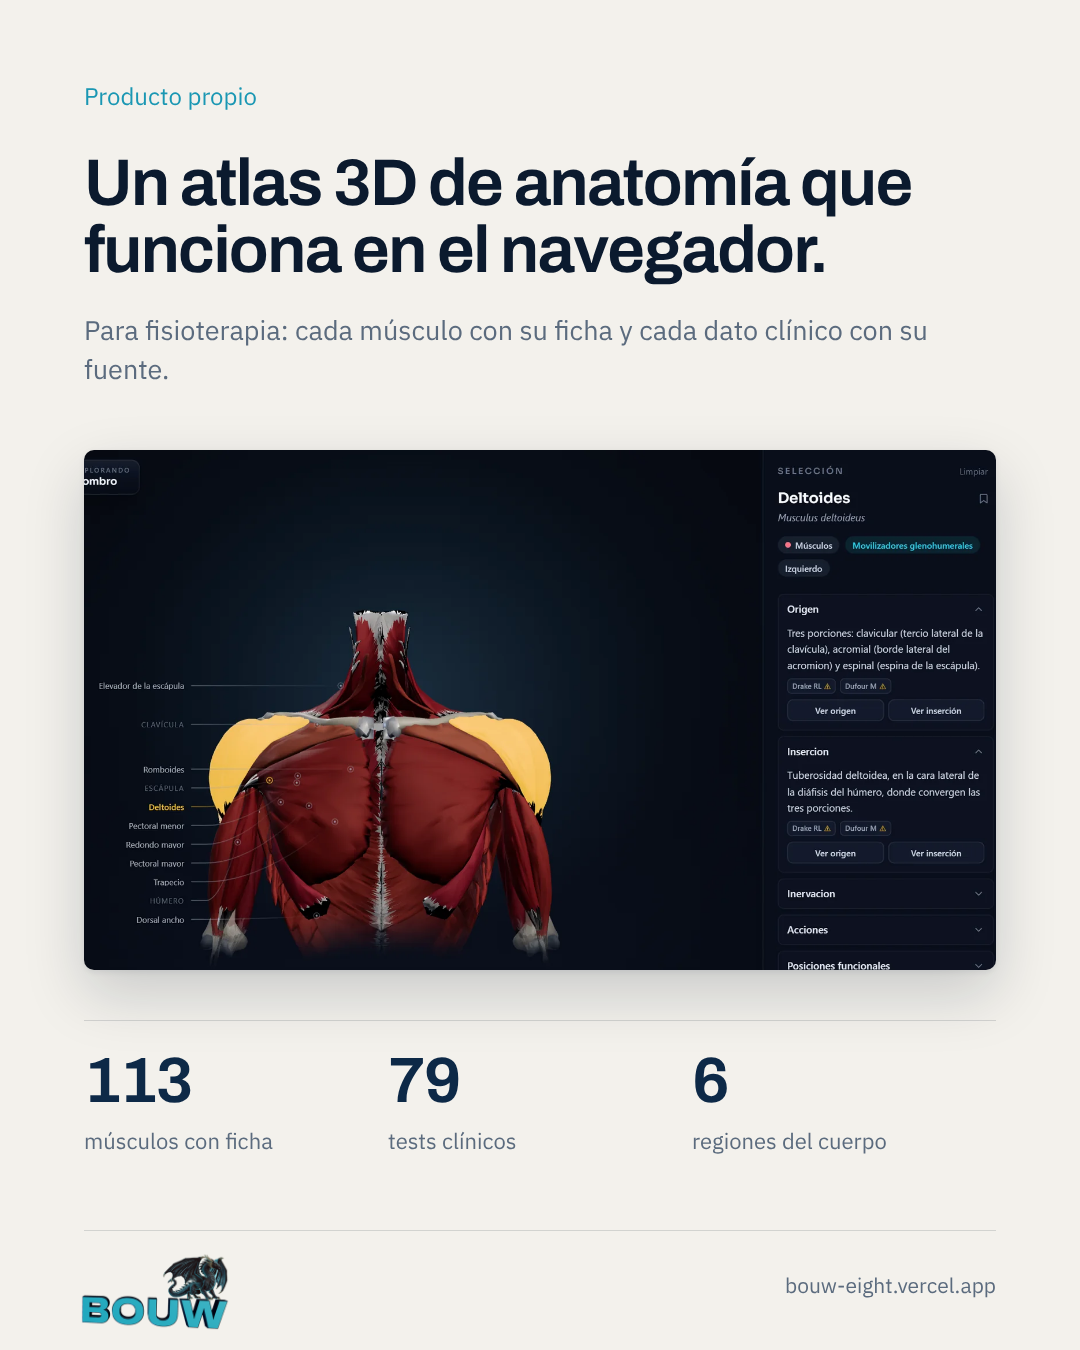 Producto propio
Un atlas 3D de anatomía que
funciona en el navegador.
Para fisioterapia: cada músculo con su ficha y cada dato clínico con su
fuente.
PLORANDO
ombro
Elevador de la escápula
CLAVÍCULA
Romboides
ESCÁPULA
Deltoides
Pectoral menor
Redondo mayor
Pectoral mayor
Trapecio
HÚMERO
Dorsal ancho
SELECCIÓN
Limpiar
Deltoides
Musculus deltoideus
Músculos
Movilizadores glenohumerales
Izquierdo
Origen
Tres porciones: clavicular (tercio lateral de la
clavícula), acromial (borde lateral del
acromion) y espinal (espina de la escápula).
Drake RL ⚠ Dufour M ⚠
Ver origen Ver inserción
Insercion
Tuberosidad deltoidea, en la cara lateral de
la diáfisis del húmero, donde convergen las
tres porciones.
Drake RL ⚠ Dufour M ⚠
Ver origen Ver inserción
Inervacion
Acciones
Posiciones funcionales
113
músculos con ficha
79
tests clínicos
6
regiones del cuerpo
BOUW
bouw-eight.vercel.app